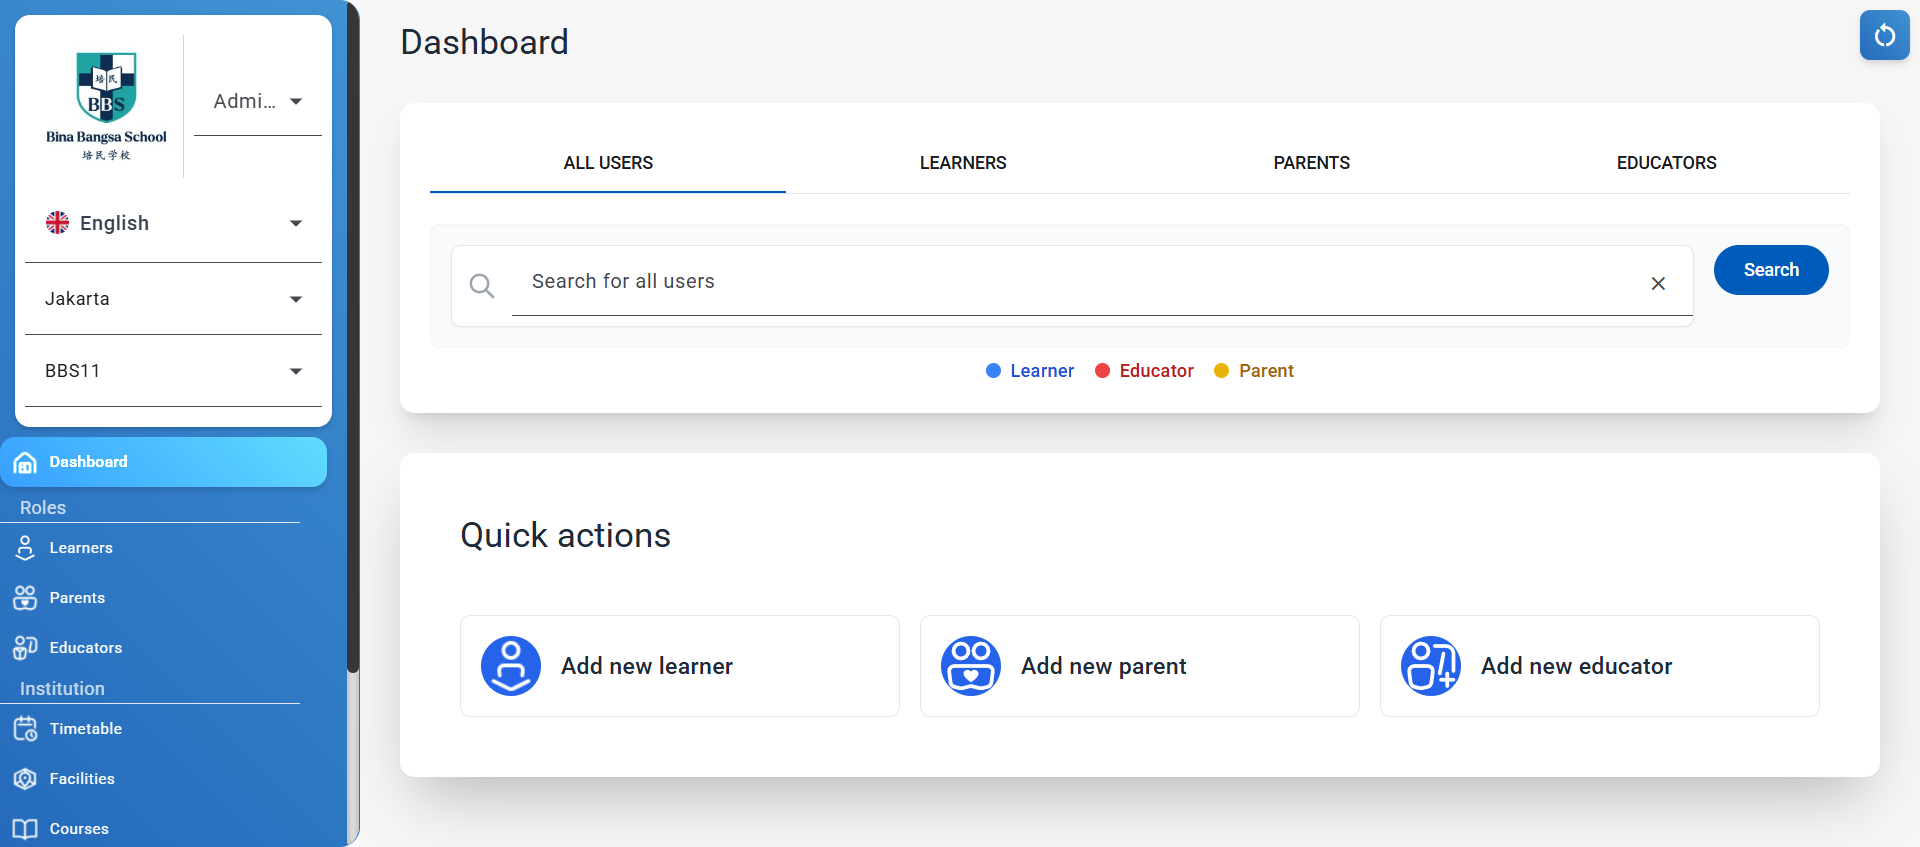 培 民
BBS
Bina Bangsa School
培民学校
Admi...
English
Jakarta
BBS11
Dashboard
Roles
Learners
Parents
Educators
Institution
Timetable
Facilities
Courses
Dashboard
ALL USERS
LEARNERS
PARENTS
EDUCATORS
Search for all users
Search
Learner
Educator
Parent
Quick actions
Add new learner
Add new parent
Add new educator